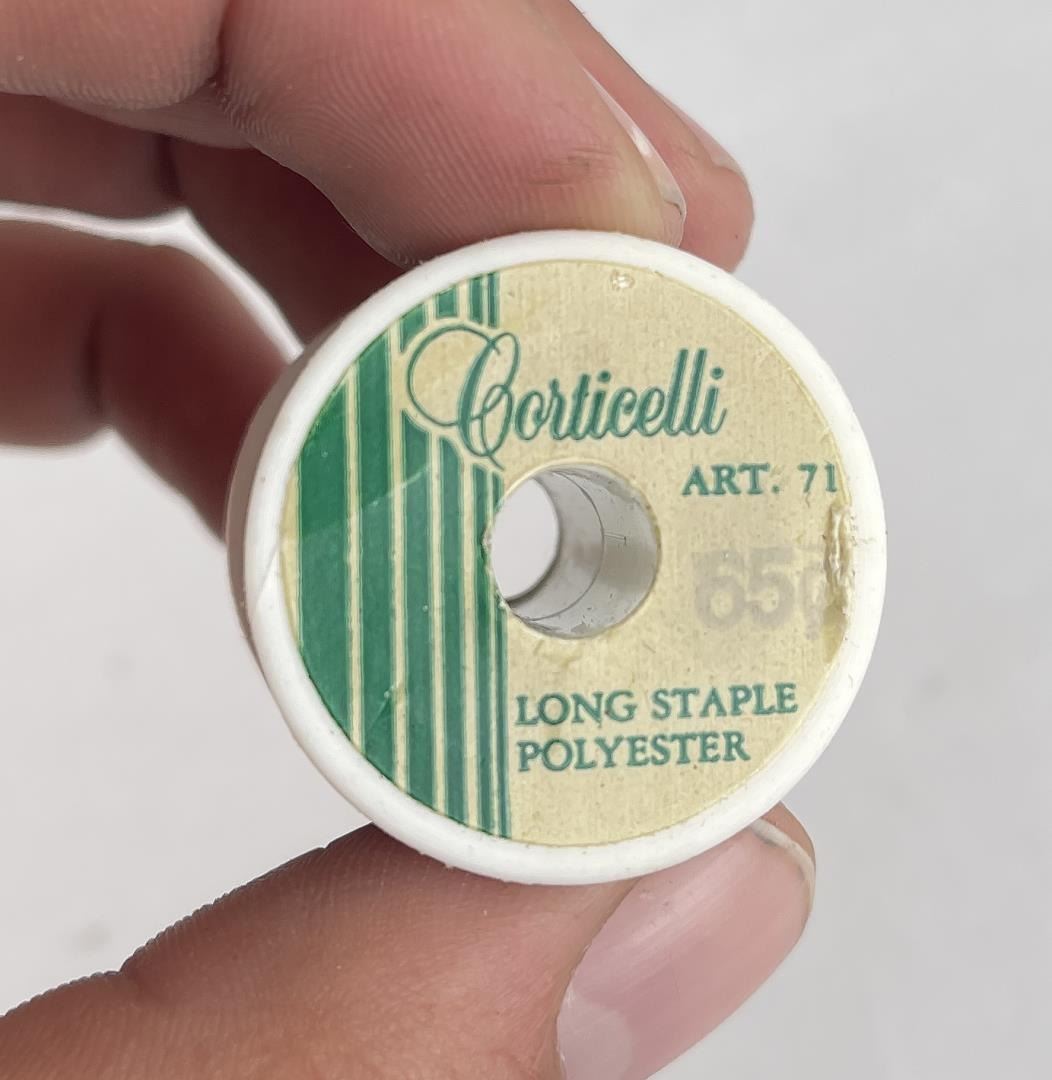 Corticelli
ART. 71
65¢
LONG STAPLE
POLYESTER